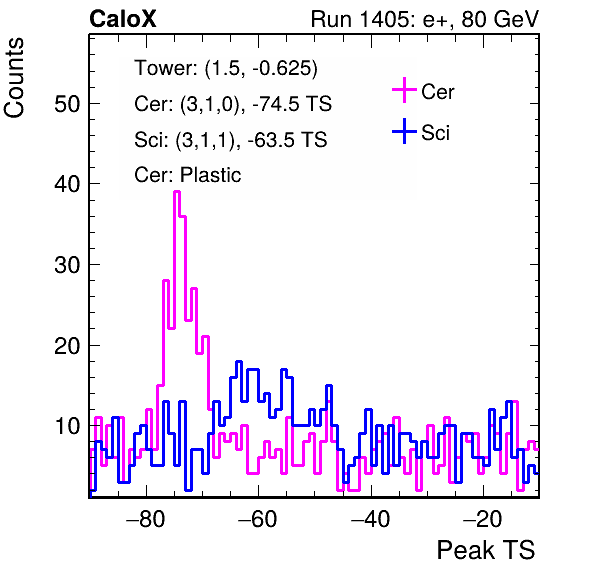 CaloX Run 1405: e+, 80 GeV
Counts
Tower: (1.5, -0.625)
Cer: (3,1,0), -74.5 TS
Sci: (3,1,1), -63.5 TS
Cer: Plastic
Cer
Sci
50
40
30
20
10
−80 −60 −40 −20
Peak TS